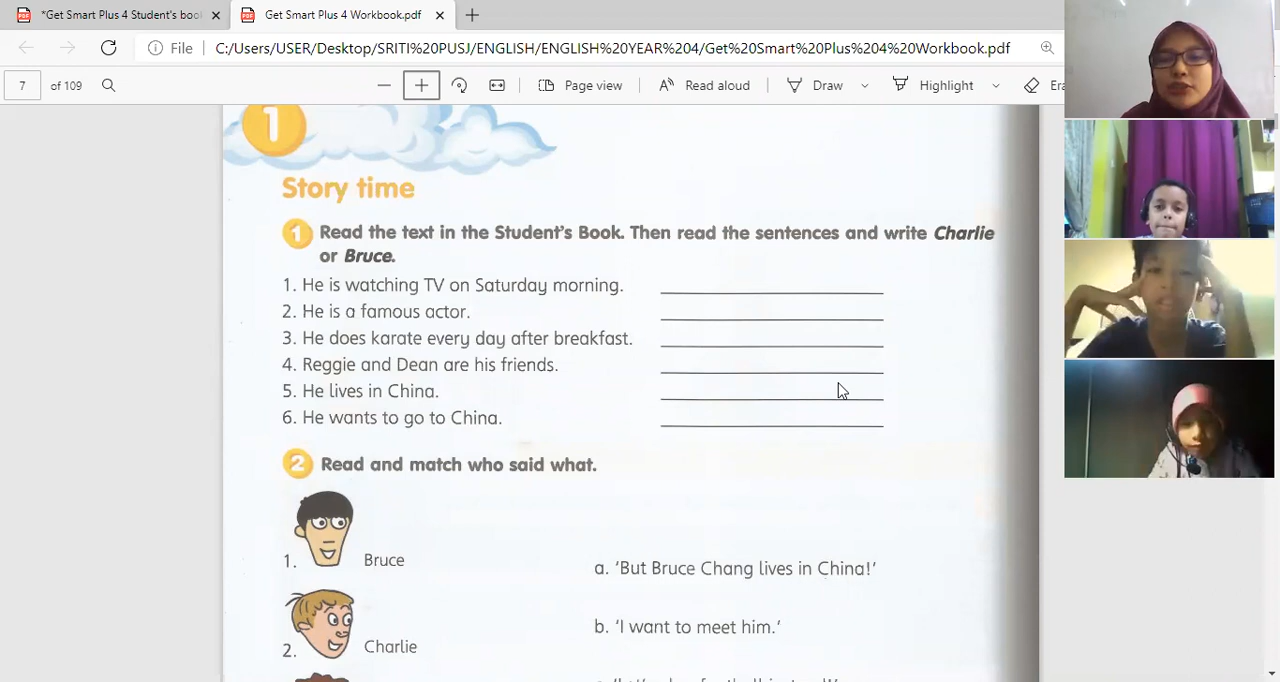 *Get Smart Plus 4 Student's boo
Get Smart Plus 4 Workbook.pdf
File
C:/Users/USER/Desktop/SRITI%20PUSJ/ENGLISH/ENGLISH%20YEAR%204/Get%20Smart%20Plus%204%20Workbook.pdf
7 of 109
Page view
Read aloud
Draw
Highlight
Era
1
Story time
1 Read the text in the Student's Book. Then read the sentences and write Charlie
or Bruce.
1. He is watching TV on Saturday morning.
2. He is a famous actor.
3. He does karate every day after breakfast.
4. Reggie and Dean are his friends.
5. He lives in China.
6. He wants to go to China.
2 Read and match who said what.
1. Bruce
a. 'But Bruce Chang lives in China!'
b. 'I want to meet him.'
2. Charlie